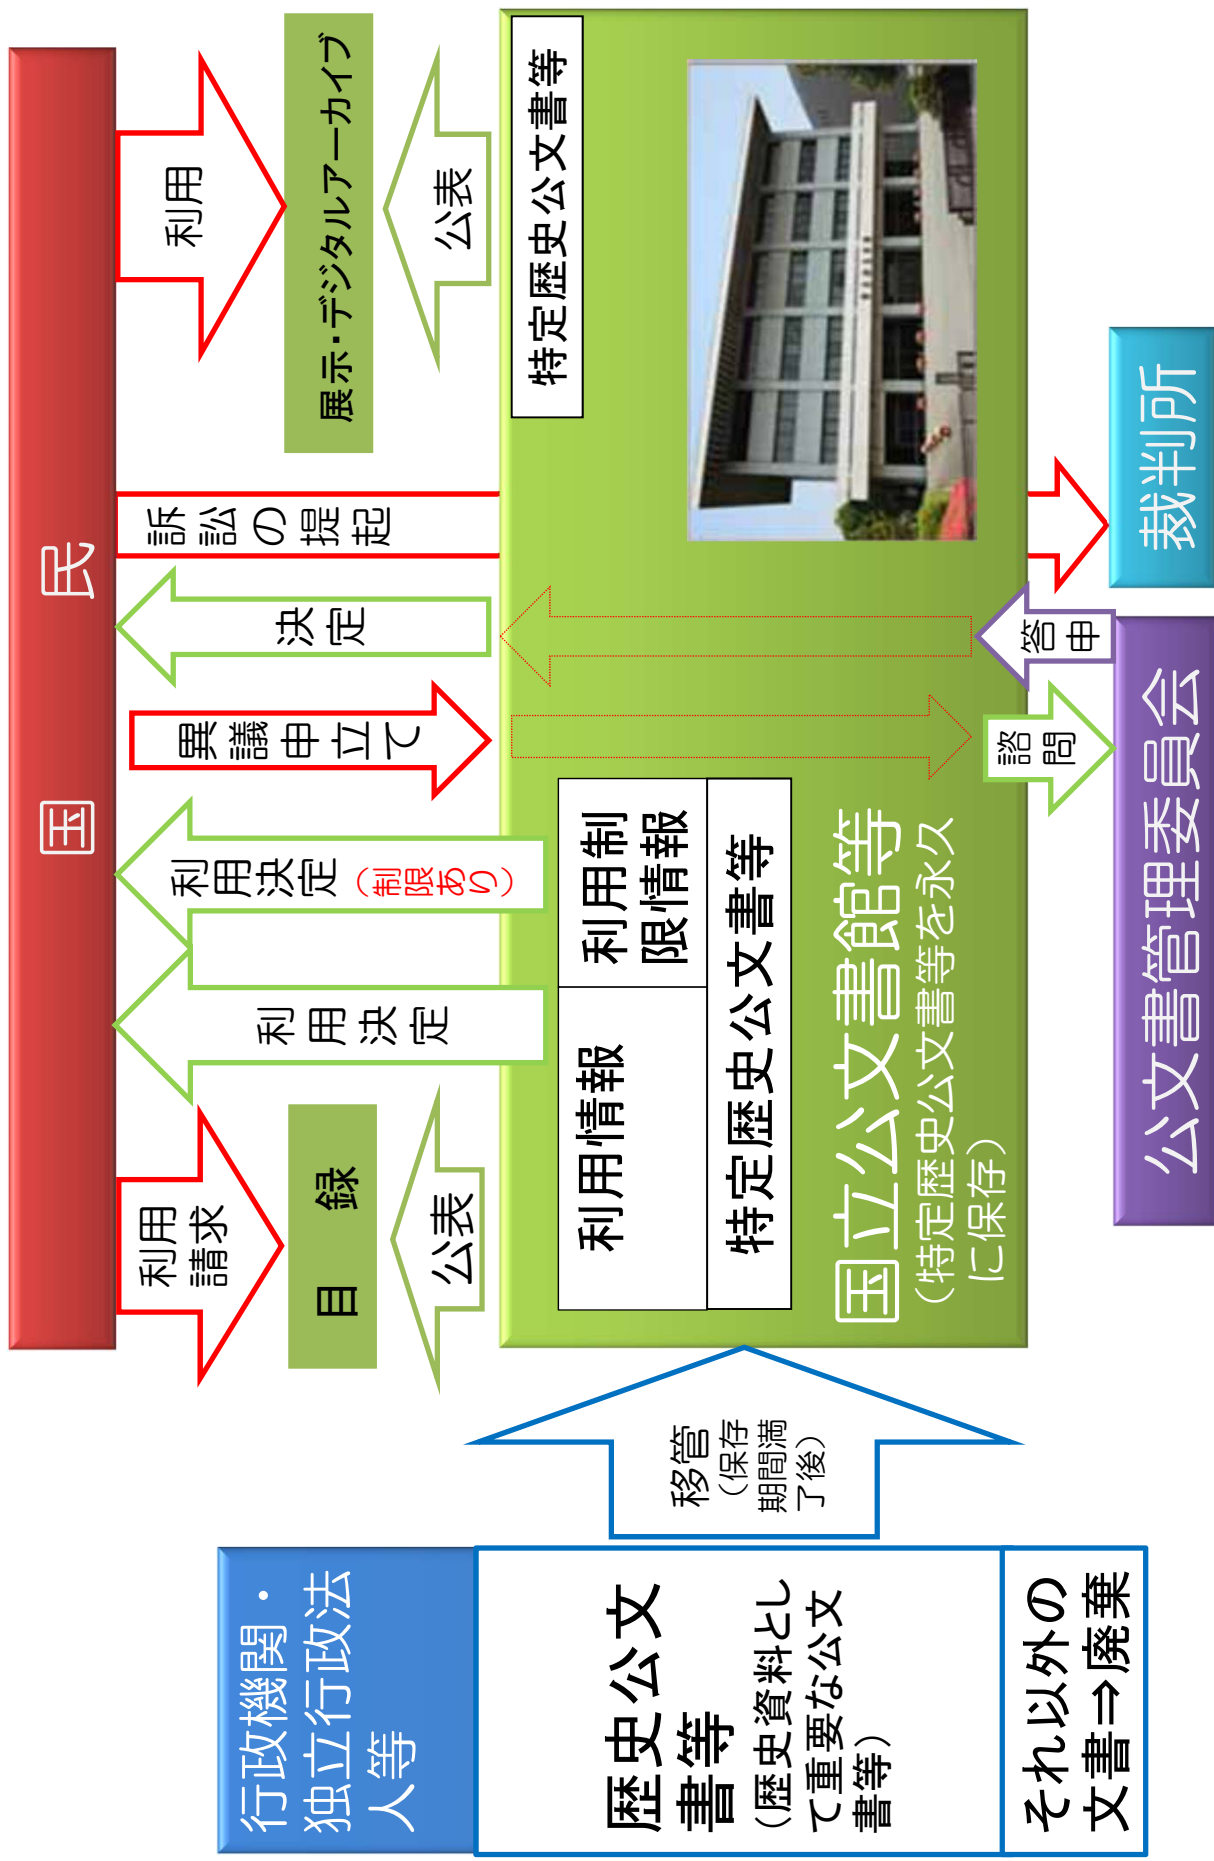 国民
利用
請求
利用決定
利用決定
（制限あり）
異議申立て
決定
訴訟の提起
利用
目録
展示・デジタルアーカイブ
公表
公表
行政機関・
独立行政法
人等
歴史公文
書等
（歴史資料とし
て重要な公文
書等）
それ以外の
文書⇒廃棄
移管
（保存
期間満
了後）
利用情報
利用制
限情報
特定歴史公文書等
特定歴史公文書等
国立公文書館等
（特定歴史公文書等を永久
に保存）
諮問
答申
公文書管理委員会
裁判所